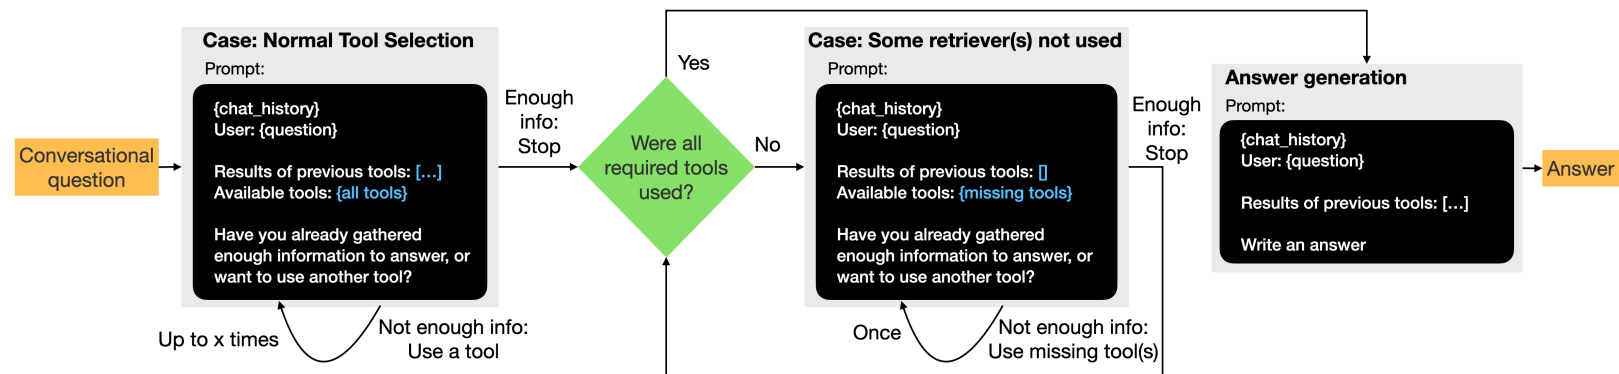 Conversational
question
Case: Normal Tool Selection
Prompt:
{chat_history}
User: {question}
Results of previous tools: [...]
Available tools: {all tools}
Have you already gathered
enough information to answer, or
want to use another tool?
Up to x times
Not enough info:
Use a tool
Enough
info:
Stop
Were all
required tools
used?
Yes
No
Case: Some retriever(s) not used
Prompt:
{chat_history}
User: {question}
Results of previous tools: []
Available tools: {missing tools}
Have you already gathered
enough information to answer, or
want to use another tool?
Once
Not enough info:
Use missing tool(s)
Enough
info:
Stop
Answer generation
Prompt:
{chat_history}
User: {question}
Results of previous tools: [...]
Write an answer
Answer